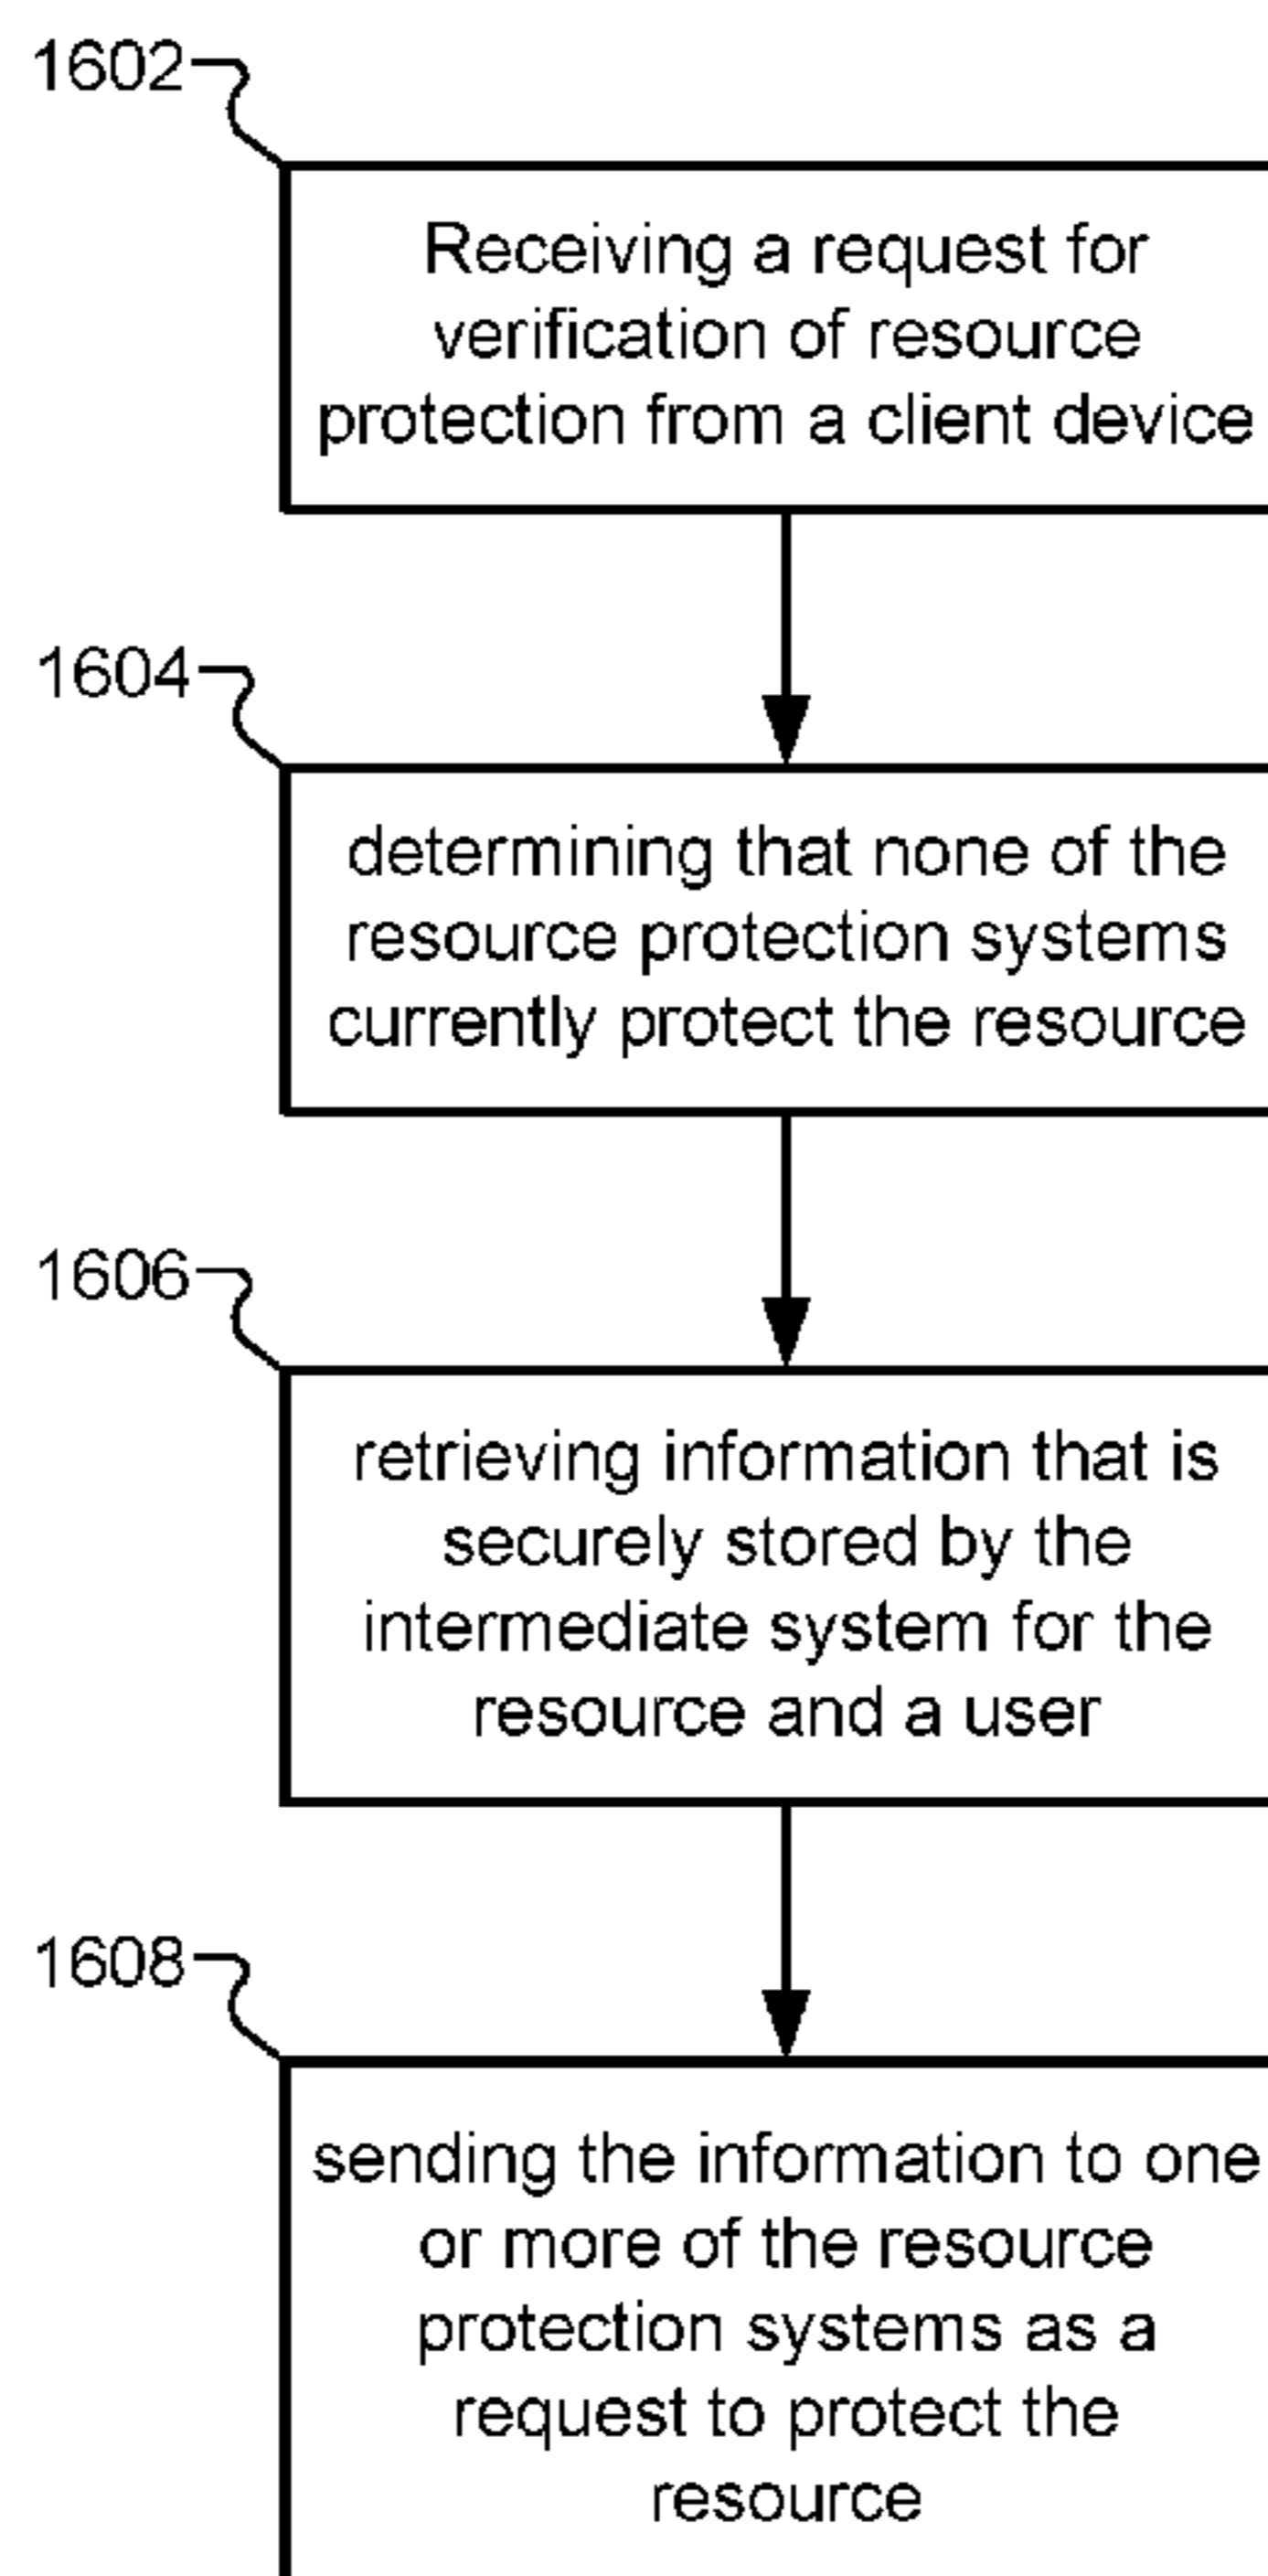 1602
Receiving a request for
verification of resource
protection from a client device
1604
determining that none of the
resource protection systems
currently protect the resource
1606
retrieving information that is
securely stored by the
intermediate system for the
resource and a user
1608
sending the information to one
or more of the resource
protection systems as a
request to protect the
resource